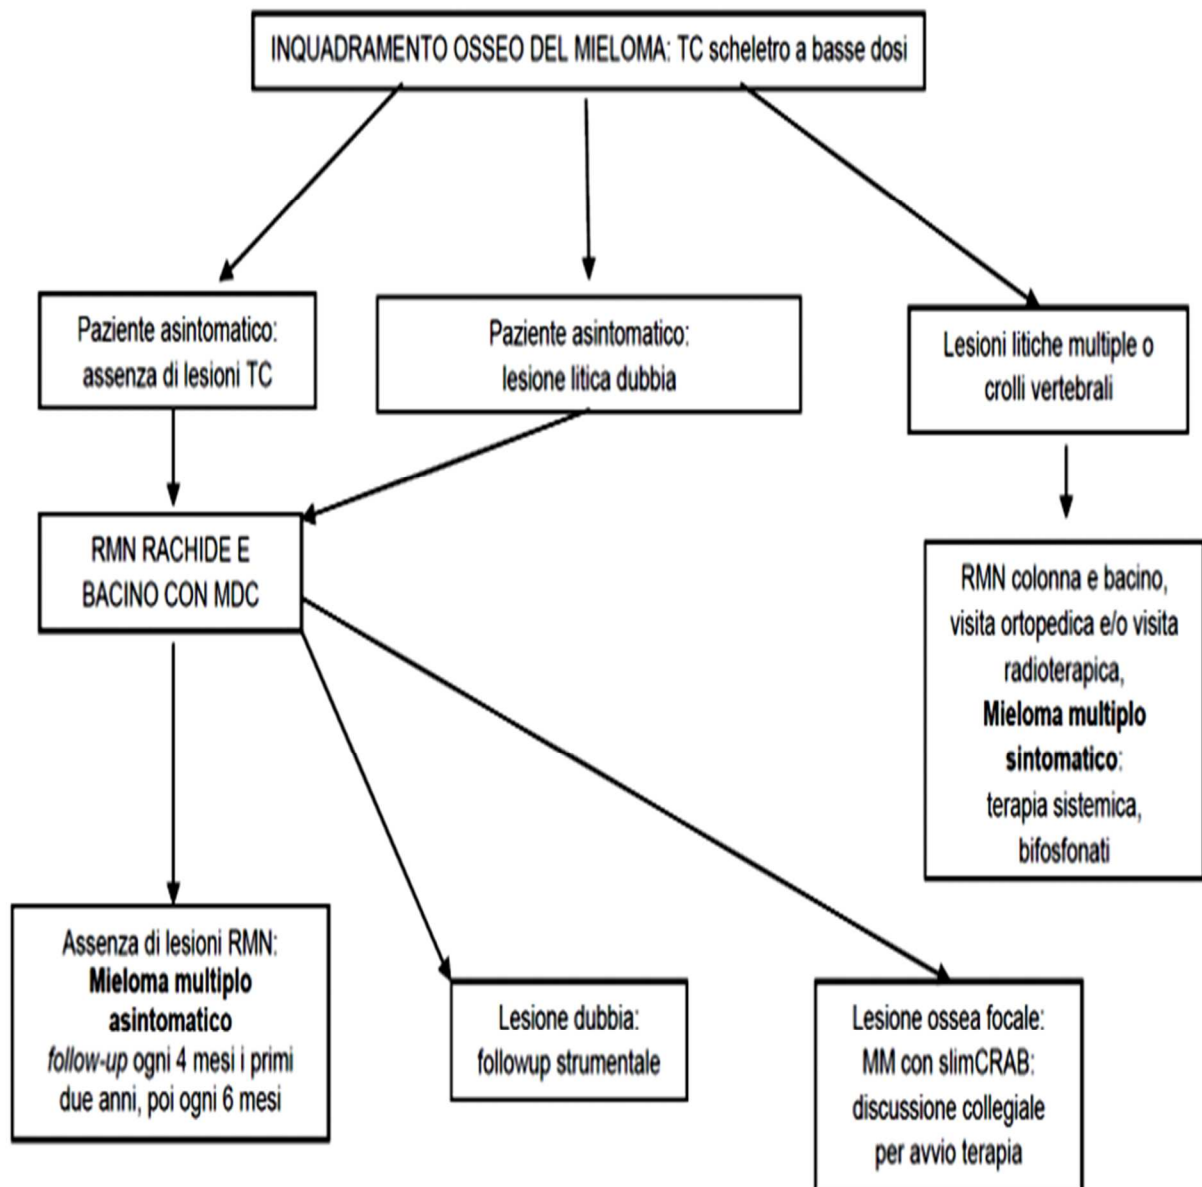 INQUADRAMENTO OSSEO DEL MIELOMA: TC scheletro a basse dosi
Paziente asintomatico:
assenza di lesioni TC
Paziente asintomatico:
lesione litica dubbia
Lesioni litiche multiple o
crolli vertebrali
RMN RACHIDE E
BACINO CON MDC
RMN colonna e bacino,
visita ortopedica e/o visita
radioterapica,
Mieloma multiplo
sintomatico:
terapia sistemica,
bifosfonati
Assenza di lesioni RMN:
Mieloma multiplo
asintomatico
follow-up ogni 4 mesi i primi
due anni, poi ogni 6 mesi
Lesione dubbia:
followup strumentale
Lesione ossea focale:
MM con slimCRAB:
discussione collegiale
per avvio terapia